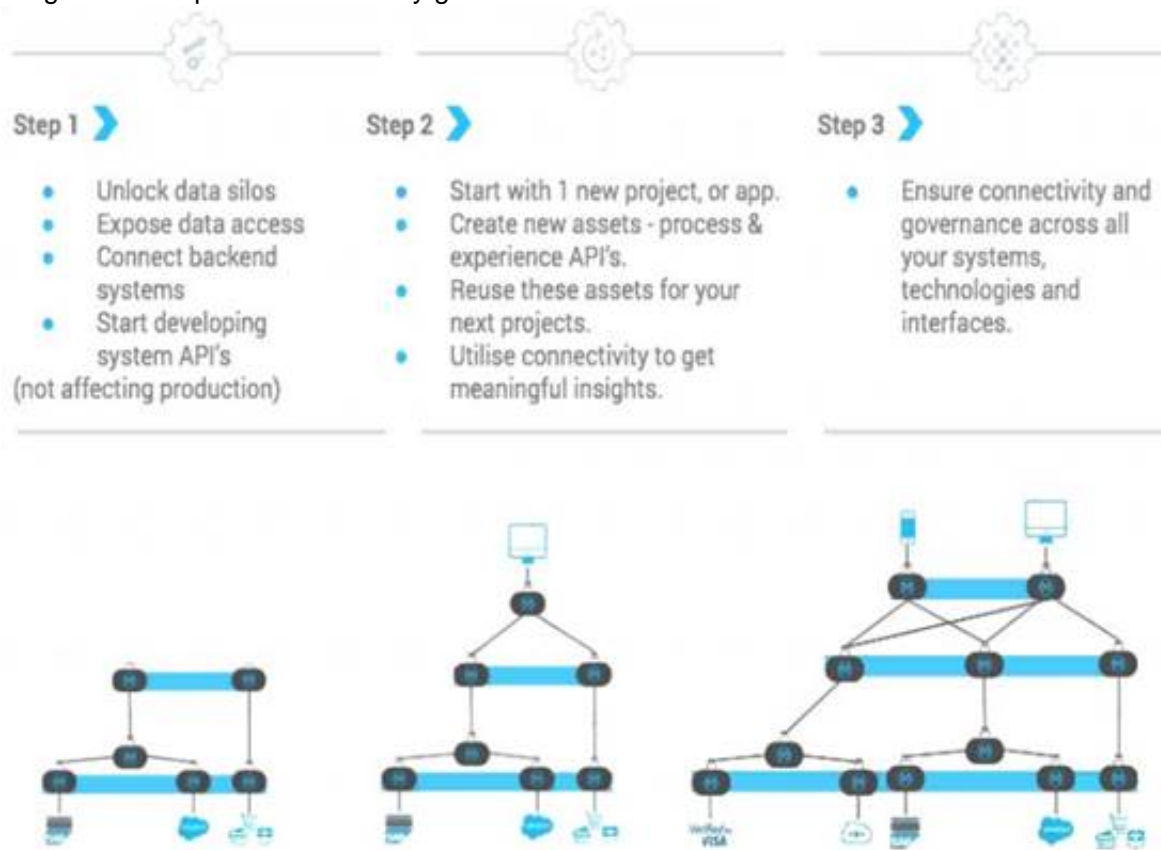 Step 1
Unlock data silos
Expose data access
Connect backend
systems
Start developing
system API's
(not affecting production)
Step 2
Start with 1 new project, or app.
Create new assets - process &
experience API's.
Reuse these assets for your
next projects.
Utilise connectivity to get
meaningful insights.
Step 3
Ensure connectivity and
governance across all
your systems,
technologies and
interfaces.
VISA